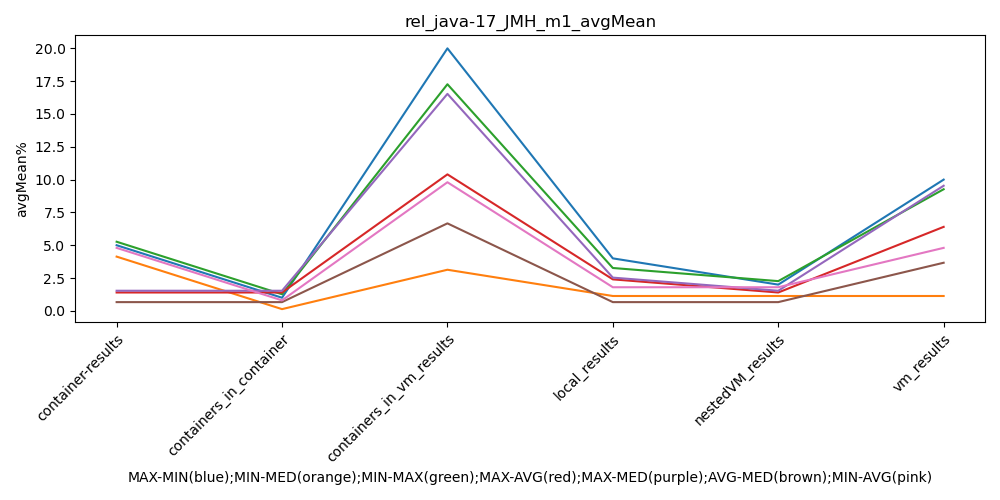 rel_java-17_JMH_m1_avgMean
avgMean%
20.0
17.5
15.0
12.5
10.0
7.5
5.0
2.5
0.0
container-results
containers_in_container
containers_in_vm_results
local_results
nestedVM_results
vm_results
MAX-MIN(blue);MIN-MED(orange);MIN-MAX(green);MAX-AVG(red);MAX-MED(purple);AVG-MED(brown);MIN-AVG(pink)